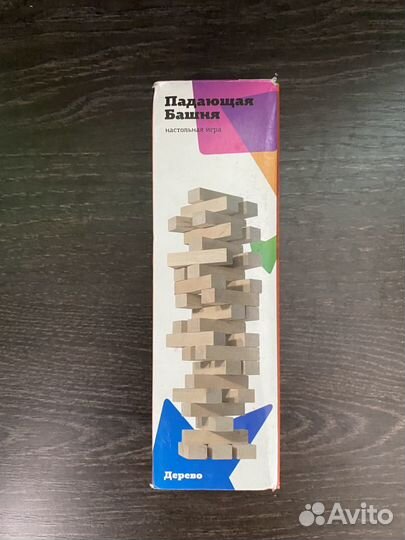 Падающая
Башня
настольная игра
Дерево
Avito